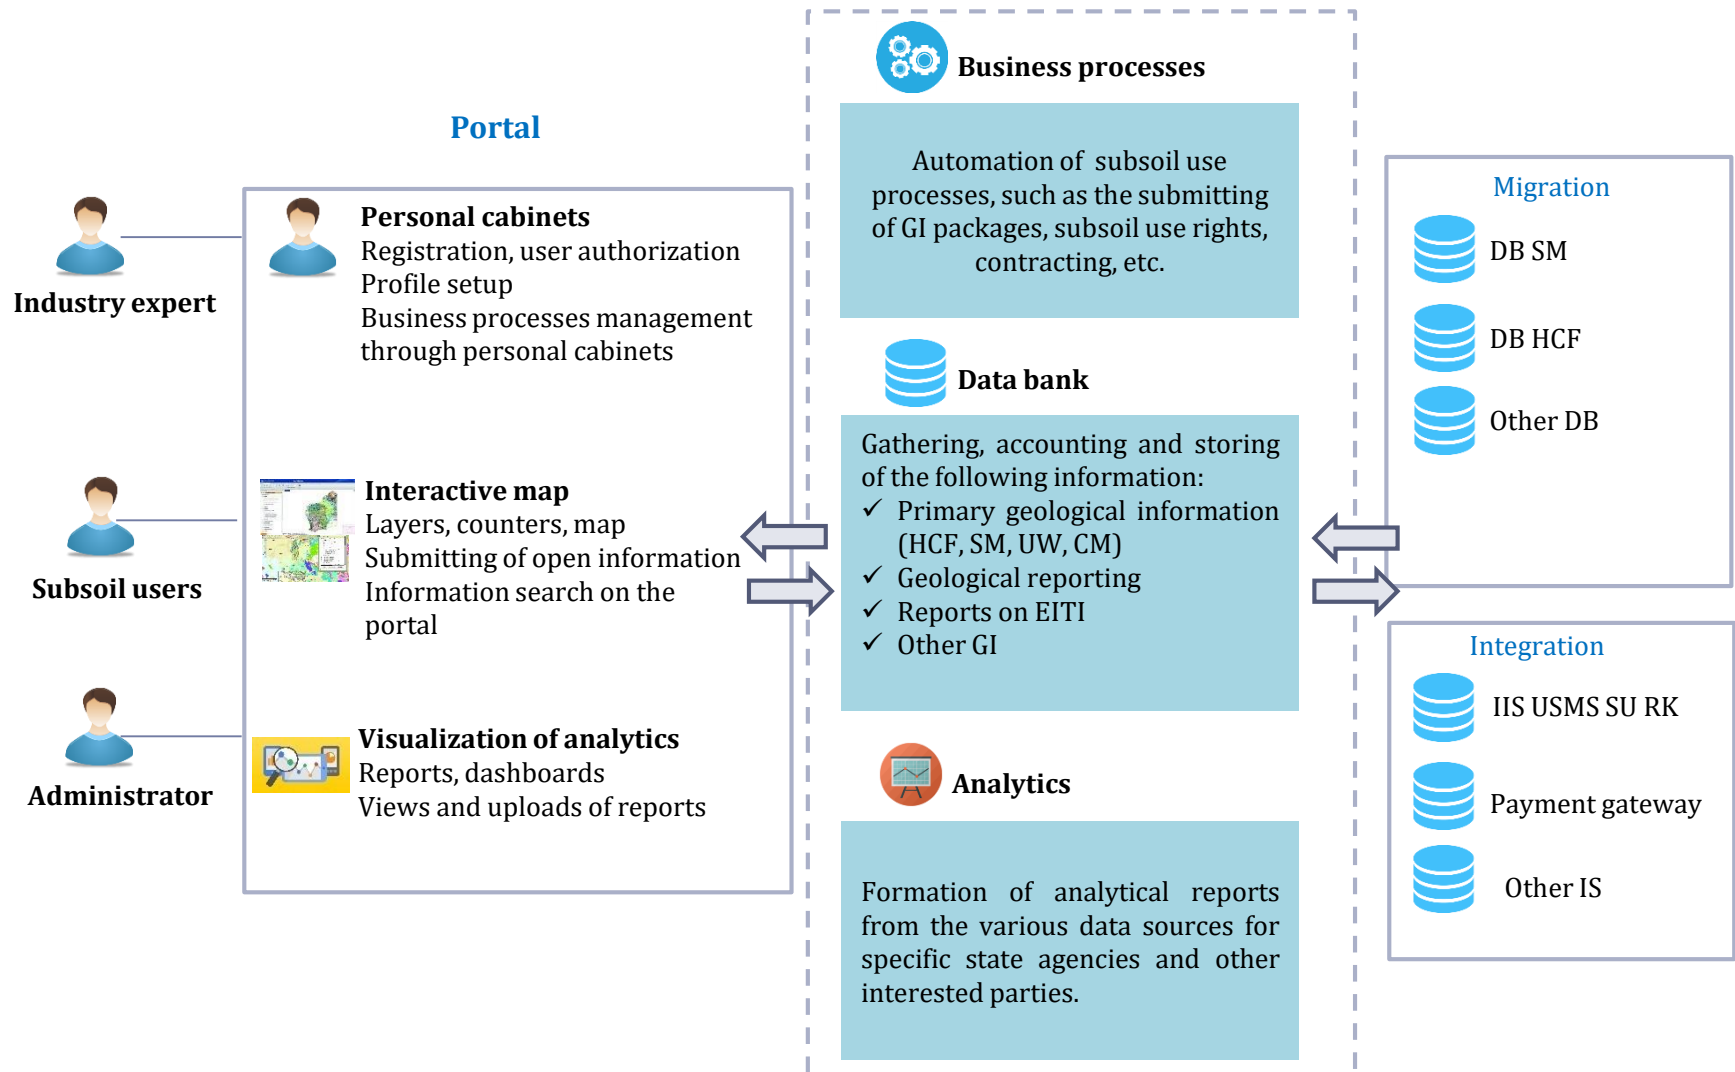 Portal
Industry expert
Subsoil users
Administrator
Personal cabinets
Registration, user authorization
Profile setup
Business processes management
through personal cabinets
Interactive map
Layers, counters, map
Submitting of open information
Information search on the
portal
Visualization of analytics
Reports, dashboards
Views and uploads of reports
Business processes
Automation of subsoil use
processes, such as the submitting
of GI packages, subsoil use rights,
contracting, etc.
Data bank
Gathering, accounting and storing
of the following information:
✓ Primary geological information
(HCF, SM, UW, CM)
✓ Geological reporting
✓ Reports on EITI
✓ Other GI
Analytics
Formation of analytical reports
from the various data sources for
specific state agencies and other
interested parties.
Migration
DB SM
DB HCF
Other DB
Integration
IIS USMS SU RK
Payment gateway
Other IS